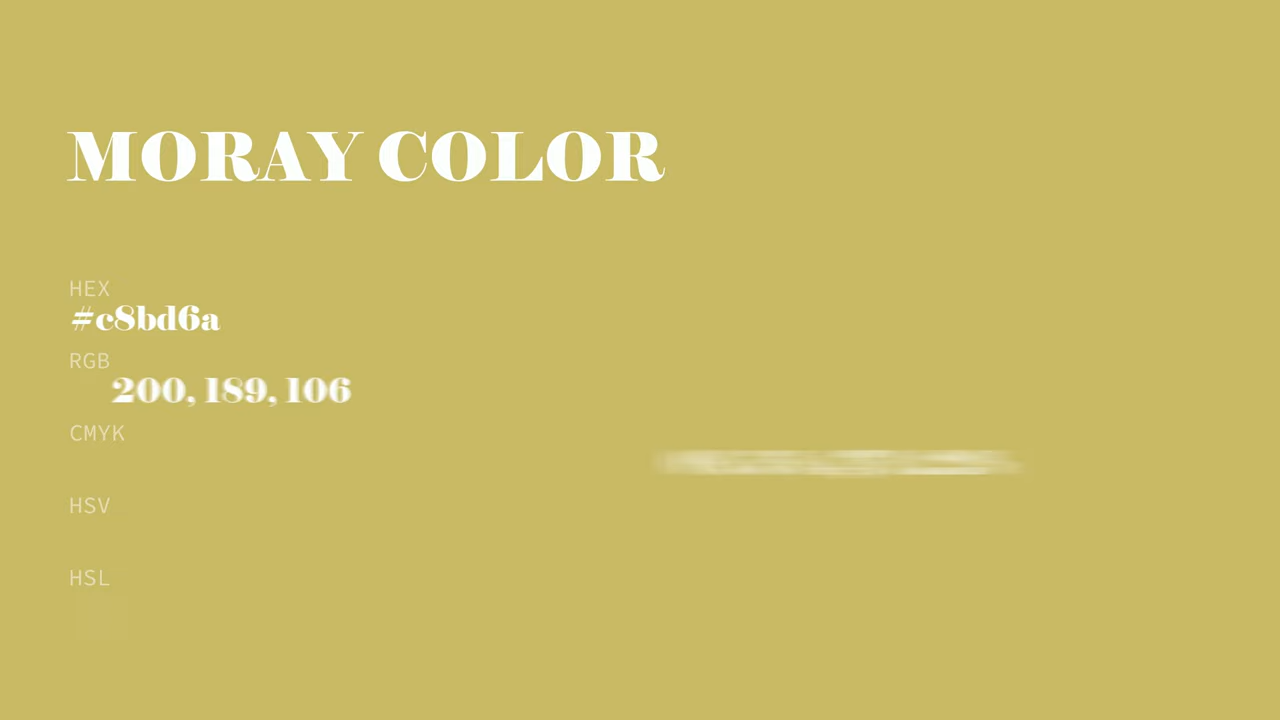 MORAY COLOR
HEX
#c8bd6a
RGB
200, 189, 106
CMYK
HSV
HSL